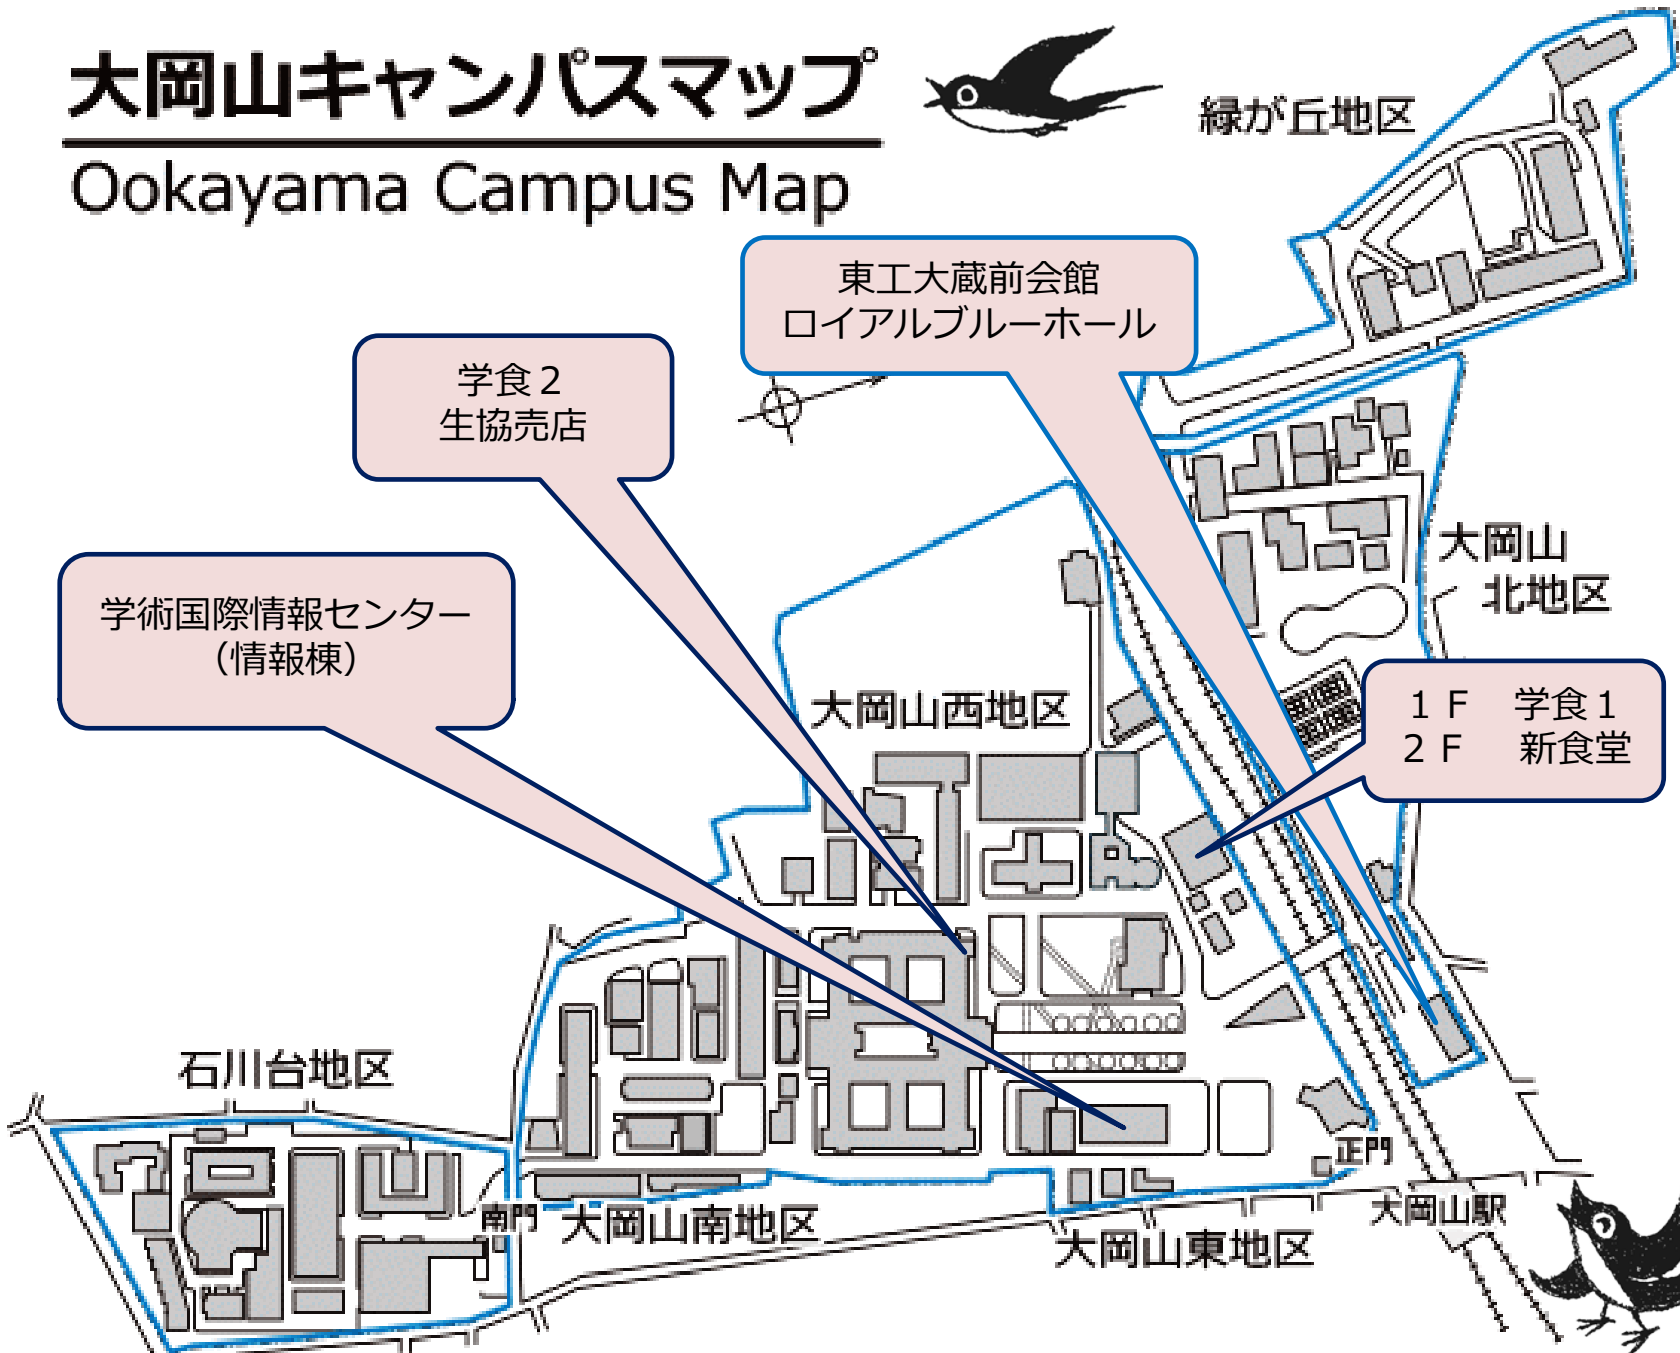 大岡山キャンパスマップ
Ookayama Campus Map
緑が丘地区
東工大蔵前会館
ロイアルブルーホール
学食２
生協売店
大岡山
北地区
学術国際情報センター
（情報棟）
１Ｆ　学食１
２Ｆ　新食堂
大岡山西地区
石川台地区
正門
南門
大岡山南地区
大岡山駅
大岡山東地区